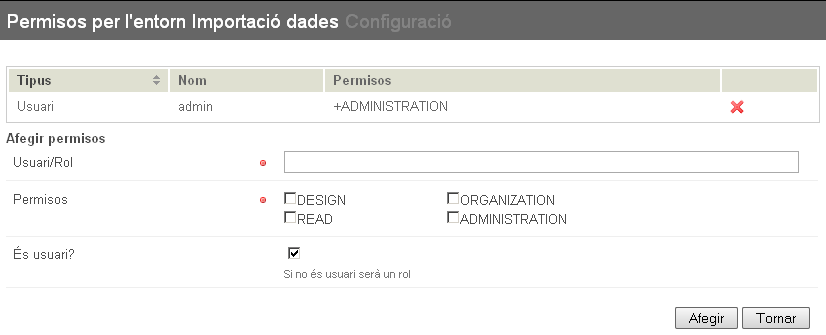 Permisos per l'entorn Importació dades Configuració
Tipus Nom Permisos
Usuari admin +ADMINISTRATION
Afegir permisos
Usuari/Rol
Permisos DESIGN ORGANIZATION
READ ADMINISTRATION
És usuari?
Si no és usuari serà un rol
Afegir Tornar